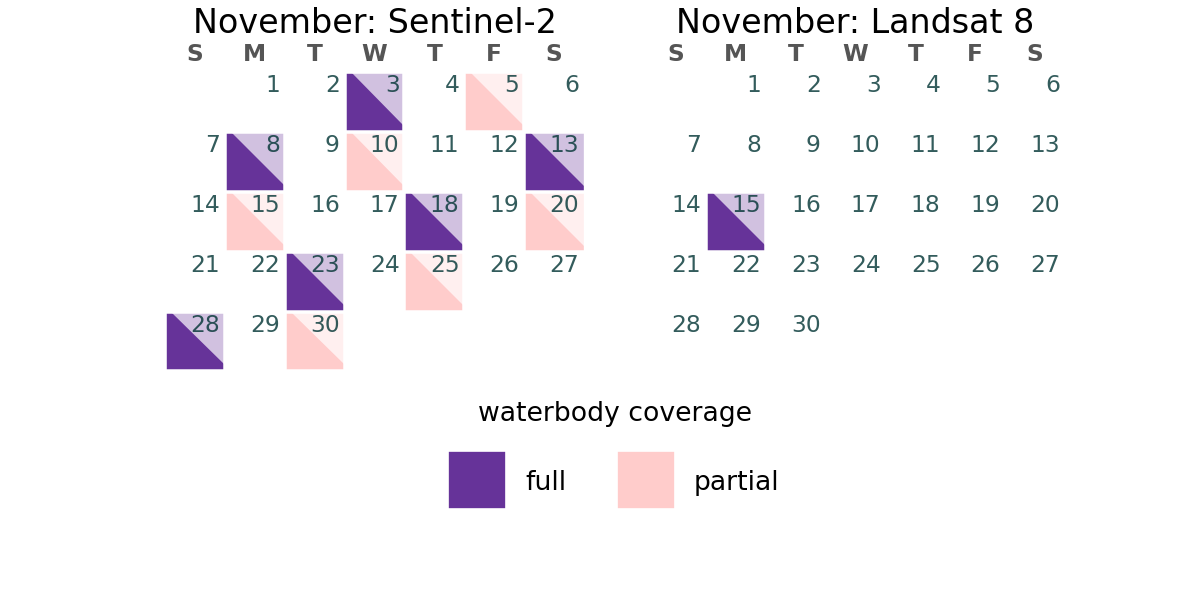 November: Sentinel-2
S M T W T F S
1 2 3 4 5 6
7 8 9 10 11 12 13
14 15 16 17 18 19 20
21 22 23 24 25 26 27
28 29 30
November: Landsat 8
S M T W T F S
1 2 3 4 5 6
7 8 9 10 11 12 13
14 15 16 17 18 19 20
21 22 23 24 25 26 27
28 29 30
waterbody coverage
full
partial